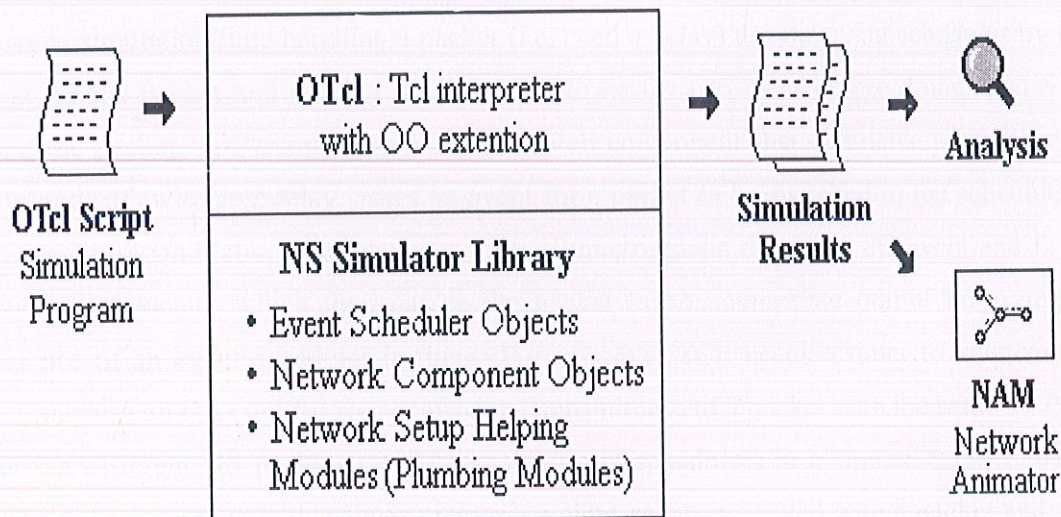 OTcl Script
Simulation
Program
OTcl : Tcl interpreter
with OO extention
NS Simulator Library
• Event Scheduler Objects
• Network Component Objects
• Network Setup Helping
Modules (Plumbing Modules)
Simulation
Results
Analysis
NAM
Network
Animator